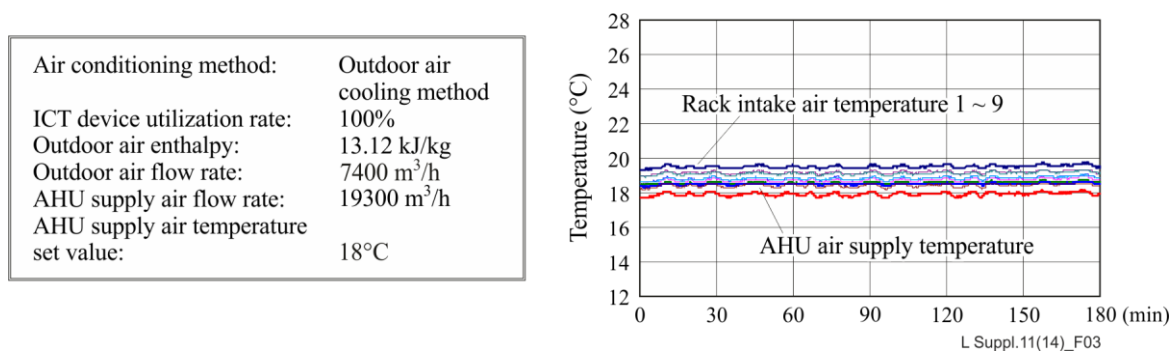 Air conditioning method: Outdoor air
cooling method
ICT device utilization rate: 100%
Outdoor air enthalpy: 13.12 kJ/kg
Outdoor air flow rate: 7400 m³/h
AHU supply air flow rate: 19300 m³/h
AHU supply air temperature
set value: 18°C
Temperature (°C)
28
26
24
22
20
18
16
14
12
Rack intake air temperature 1 ~ 9
AHU air supply temperature
0 30 60 90 120 150 180 (min)
L Suppl.11(14)_F03